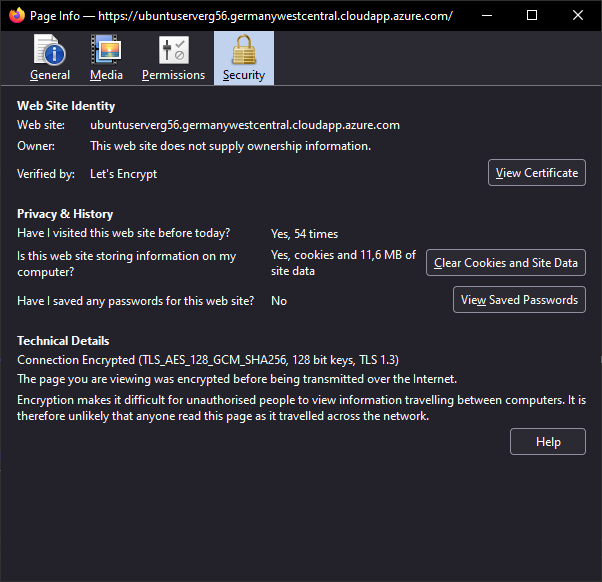 Page Info — https://ubuntuserverg56.germanywestcentral.cloudapp.azure.com/
General Media Permissions Security
Web Site Identity
Web site: ubuntuserverg56.germanywestcentral.cloudapp.azure.com
Owner: This web site does not supply ownership information.
Verified by: Let's Encrypt View Certificate
Privacy & History
Have I visited this web site before today? Yes, 54 times
Is this web site storing information on my Yes, cookies and 11,6 MB of Clear Cookies and Site Data
computer? site data
Have I saved any passwords for this web site? No View Saved Passwords
Technical Details
Connection Encrypted (TLS_AES_128_GCM_SHA256, 128 bit keys, TLS 1.3)
The page you are viewing was encrypted before being transmitted over the Internet.
Encryption makes it difficult for unauthorised people to view information travelling between computers. It is
therefore unlikely that anyone read this page as it travelled across the network.
Help